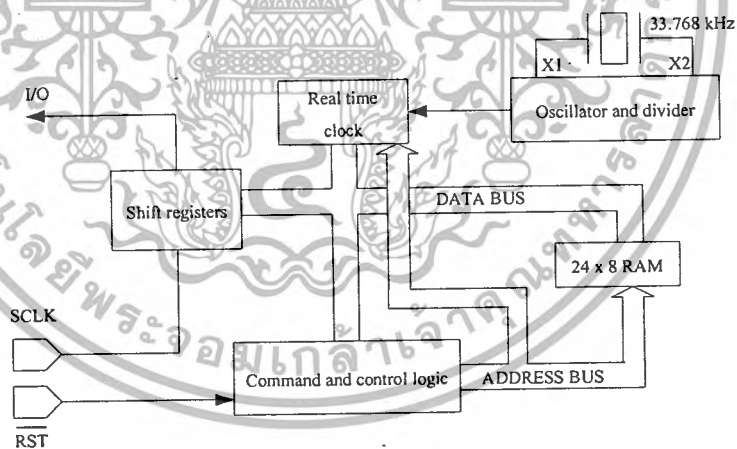 33.768 kHz
X1
X2
I/O
Real time
clock
Oscillator and divider
Shift registers
DATA BUS
24 x 8 RAM
SCLK
Command and control logic
ADDRESS BUS
RST